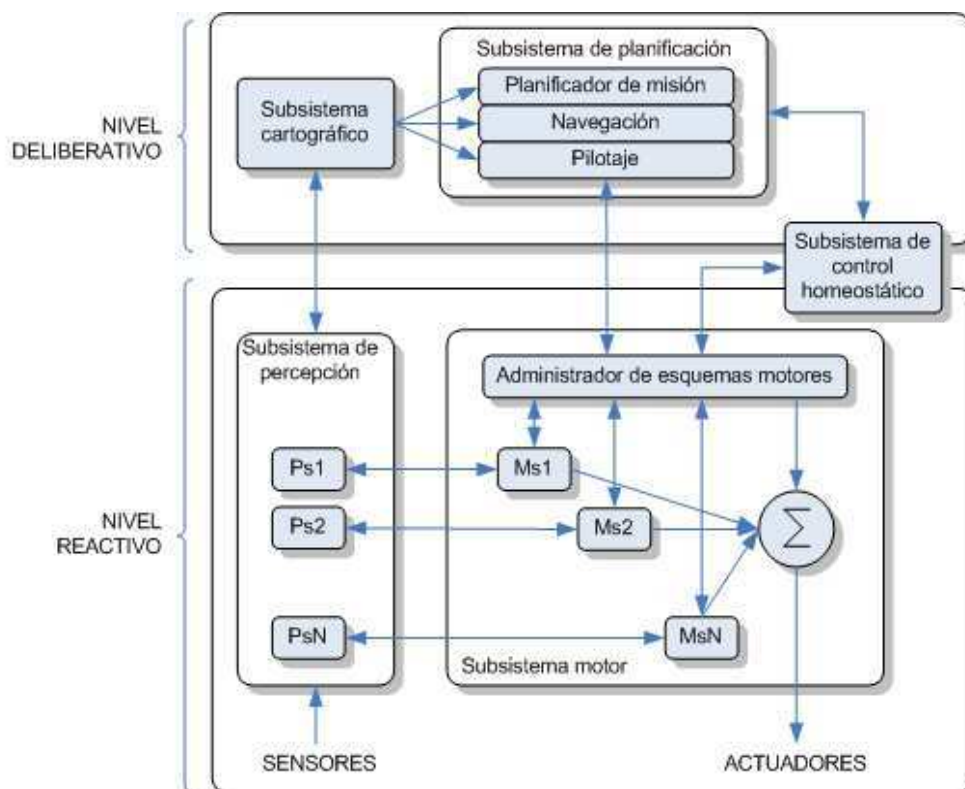 Subsistema de planificación
Planificador de misión
Subsistema
cartográfico
Navegación
Pilotaje
NIVEL
DELIBERATIVO
Subsistema de
control
homeostático
Subsistema de
percepción
Administrador de esquemas motores
Ps1
Ms1
Ps2
Ms2
Σ
NIVEL
REACTIVO
PsN
MsN
Subsistema motor
SENSORES
ACTUADORES